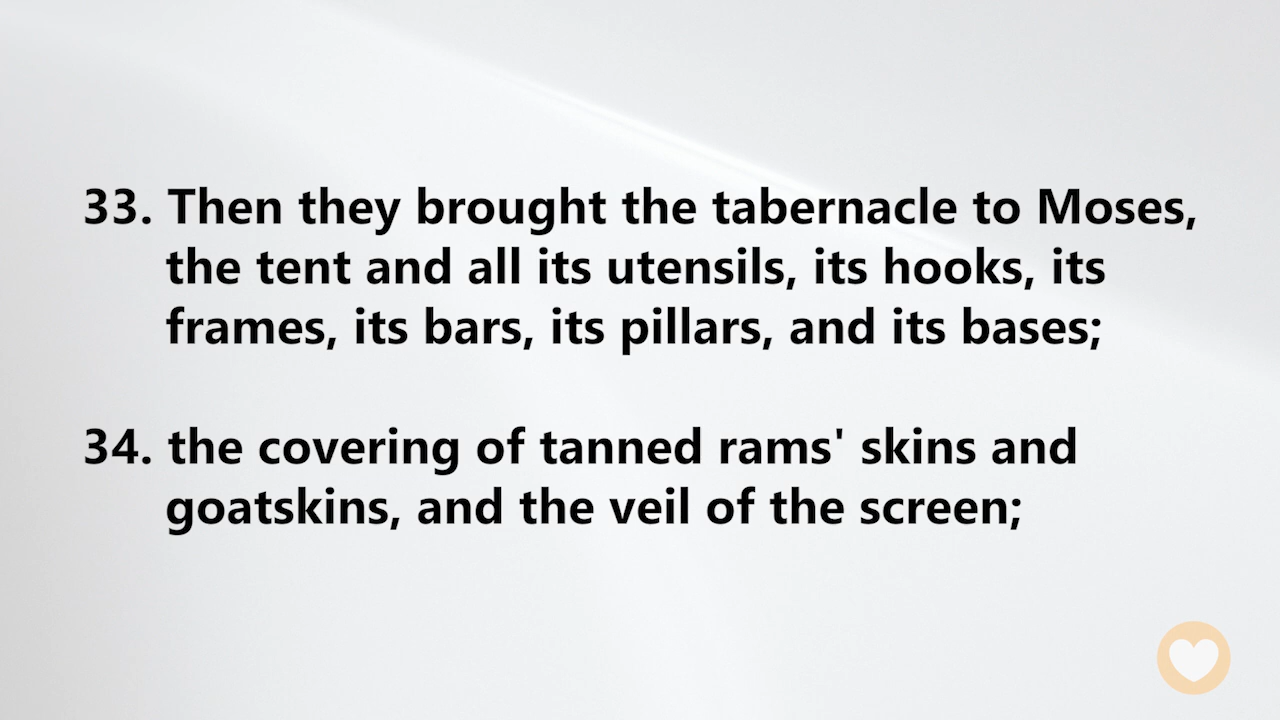 33. Then they brought the tabernacle to Moses,
the tent and all its utensils, its hooks, its
frames, its bars, its pillars, and its bases;
34. the covering of tanned rams' skins and
goatskins, and the veil of the screen;